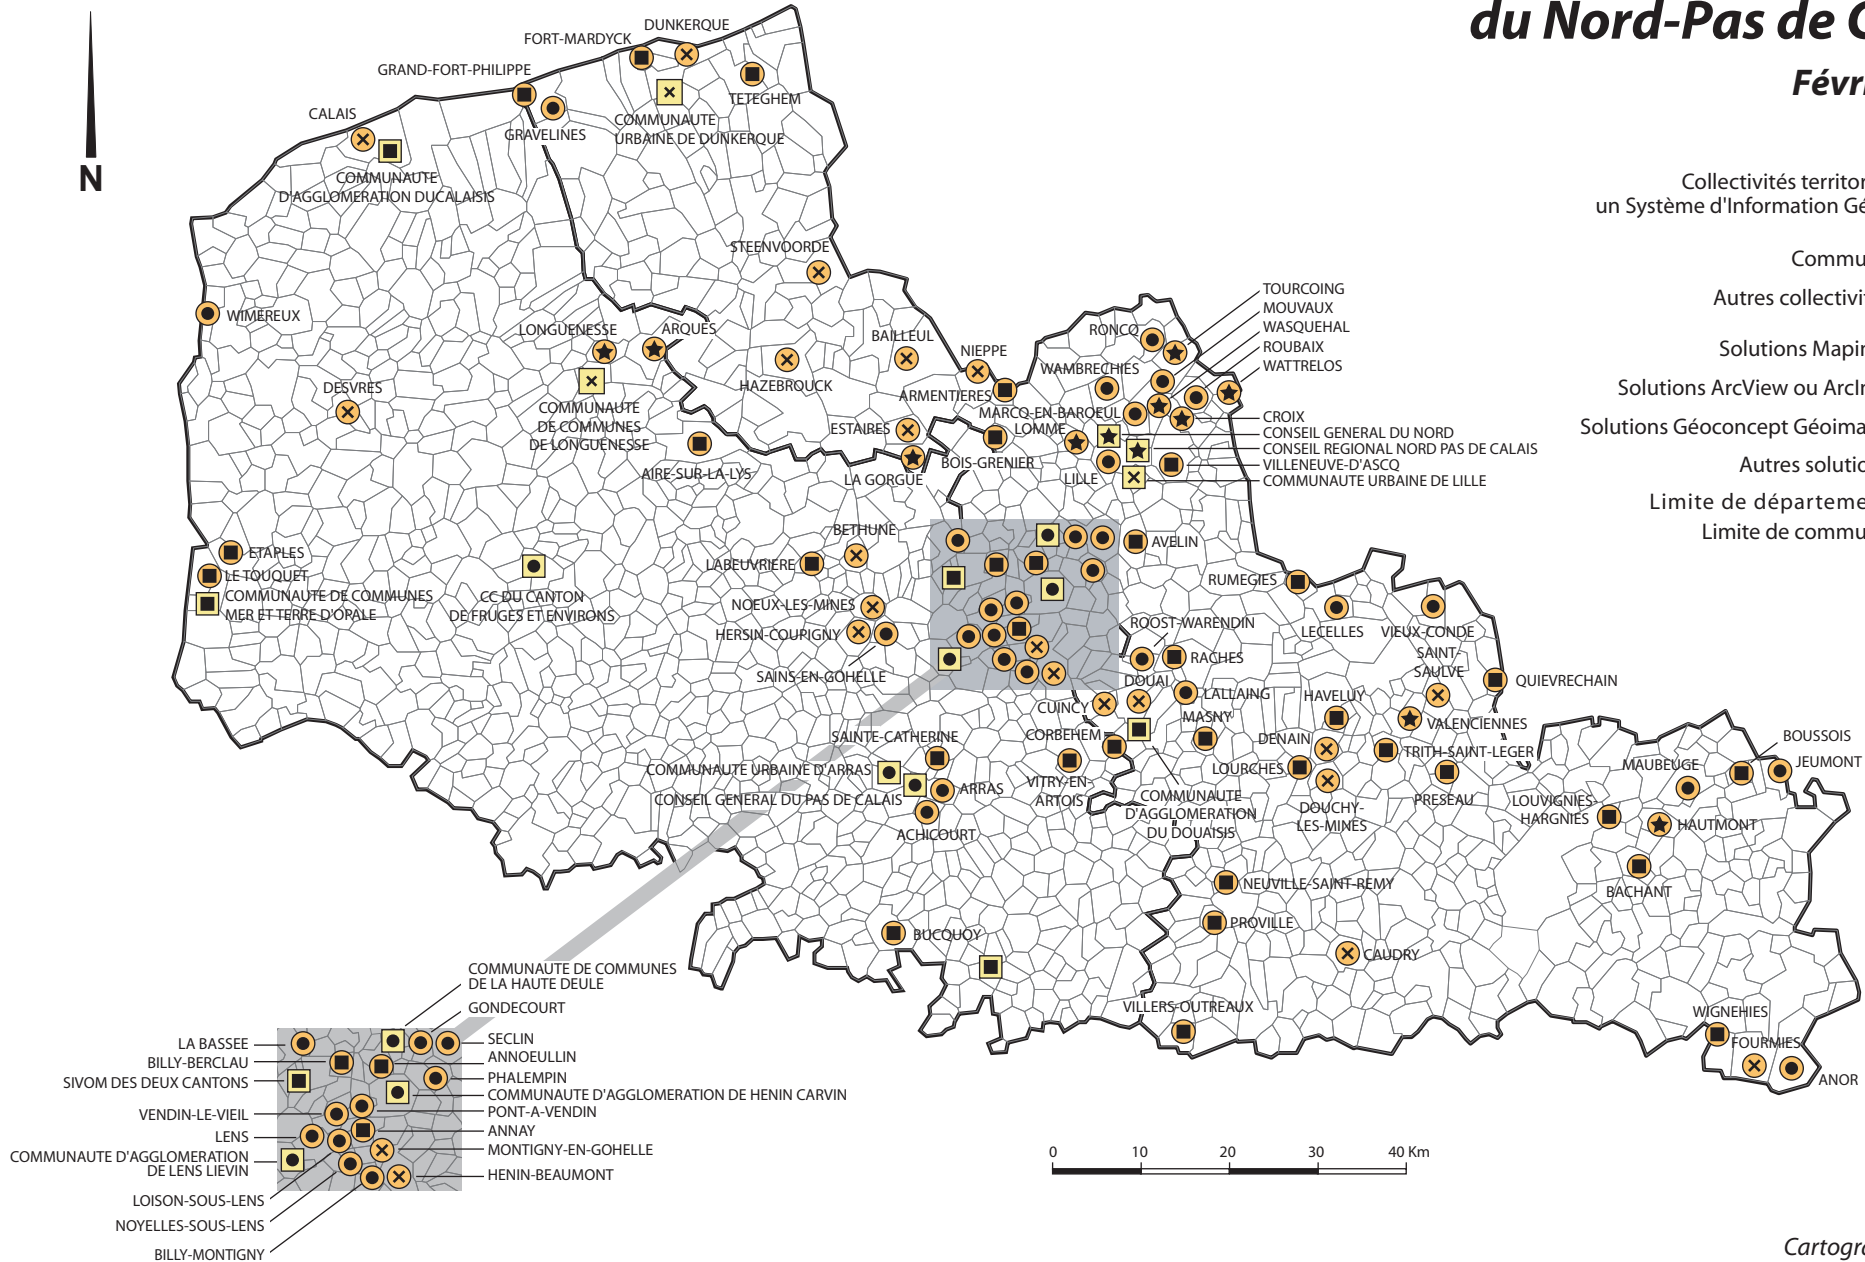 du Nord-Pas de C
Févri
Collectivités territor
un Système d'Information Gé
Commu
Autres collectivit
Solutions Mapin
Solutions ArcView ou ArcIn
Solutions Géoconcept Géoima
Autres solution
Limite de départeme
Limite de commu
N
DUNKERQUE
FORT-MARDYCK
GRAND-FORT-PHILIPPE
TETEGHEM
CALAIS
GRAVELINES
COMMUNAUTE
URBAINE DE DUNKERQUE
COMMUNAUTE
D'AGGLOMERATION DUCALAISIS
STEENVOORDE
WIMEREUX
LONGUENESSE
ARQUES
BAILLEUL
NIEPPE
HAZEBROUCK
DESVRES
COMMUNAUTE
DE COMMUNES
DE LONGUENESSE
ESTAIRES
ARMENTIERES
AIRE-SUR-LA-LYS
LA GORGUE
BOIS-GRENIER
RONCQ
WAMBRECHIES
MARCQ-EN-BAROEUL
LOMME
LILLE
TOURCOING
MOUVAUX
WASQUEHAL
ROUBAIX
WATTRELOS
CROIX
CONSEIL GENERAL DU NORD
CONSEIL REGIONAL NORD PAS DE CALAIS
VILLENEUVE-D'ASCQ
COMMUNAUTE URBAINE DE LILLE
BETHUNE
LABEUVRIERE
AVELIN
ETAPLES
LE TOUQUET
COMMUNAUTE DE COMMUNES
MER ET TERRE D'OPALE
CC DU CANTON
DE FRUGES ET ENVIRONS
NOEUX-LES-MINES
HERSIN-COUPIGNY
SAINS-EN-GOHELLE
RUMEGIES
LECELLES
VIEUX-CONDE
ROOST-WARENDIN
RACHES
SAINT-
SAULVE
QUIEVRECHAIN
DOUAI
LALLAING
HAVELUY
CUINCY
MASNY
VALENCIENNES
CORBEHEM
DENAIN
TRITH-SAINT-LEGER
LOURCHES
PRESEAU
SAINTE-CATHERINE
COMMUNAUTE URBAINE D'ARRAS
CONSEIL GENERAL DU PAS DE CALAIS
ARRAS
ACHICOURT
VITRY-EN-
ARTOIS
COMMUNAUTE
D'AGGLOMERATION
DU DOUAISIS
DOUCHY-
LES-MINES
BOUSSOIS
MAUBEUGE
JEUMONT
LOUVIGNIES-
HARGNIES
HAUTMONT
BACHANT
NEUVILLE-SAINT-REMY
PROVILLE
BUCQUOY
CAUDRY
VILLERS-OUTREAUX
WIGNEHIES
FOURMIES
ANOR
COMMUNAUTE DE COMMUNES
DE LA HAUTE DEULE
GONDECOURT
LA BASSEE
SECLIN
BILLY-BERCLAU
ANNOEULLIN
SIVOM DES DEUX CANTONS
PHALEMPIN
COMMUNAUTE D'AGGLOMERATION DE HENIN CARVIN
VENDIN-LE-VIEIL
PONT-A-VENDIN
LENS
ANNAY
COMMUNAUTE D'AGGLOMERATION
DE LENS LIEVIN
MONTIGNY-EN-GOHELLE
HENIN-BEAUMONT
LOISON-SOUS-LENS
NOYELLES-SOUS-LENS
BILLY-MONTIGNY
0 10 20 30 40 Km
Cartogra